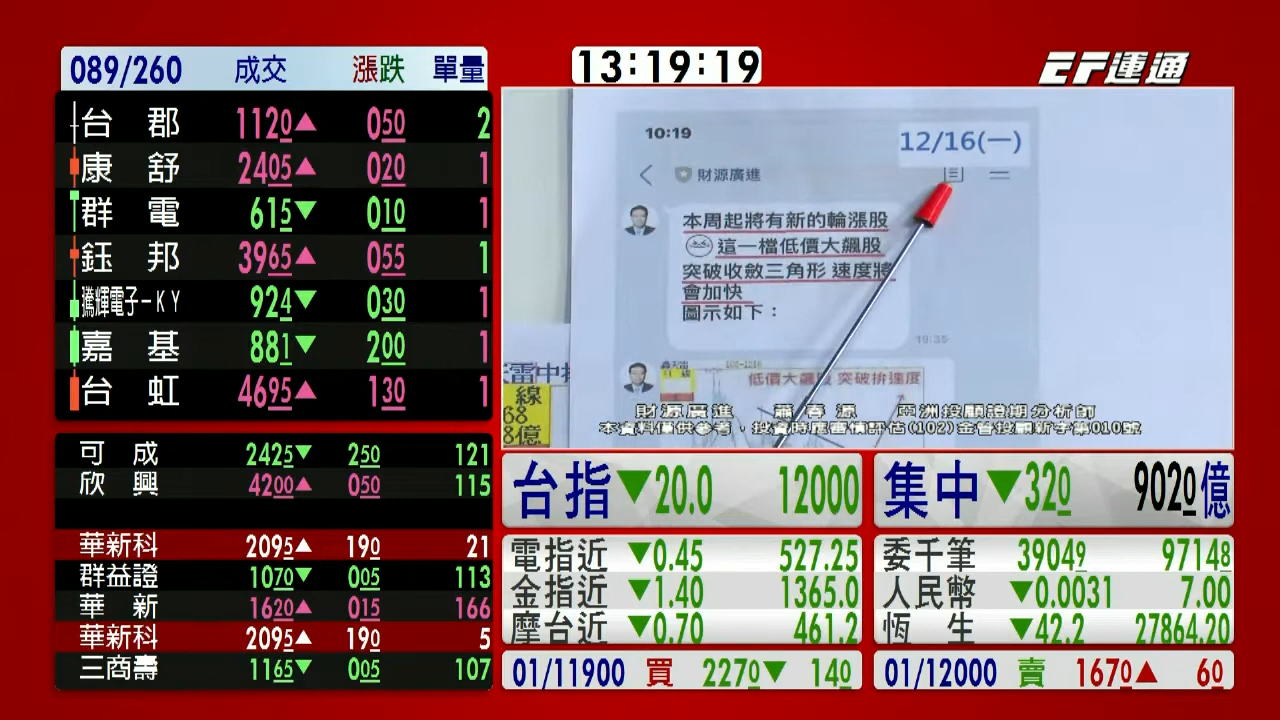 089/260 成交 漲跌 單量
台郡 1120▲ 050 2
康舒 2405▲ 020 1
群電 615▼ 010 1
鈺邦 3965▲ 055 1
騰輝電子-KY 924▼ 030 1
嘉基 881▼ 200 1
台虹 4695▲ 130 1
可成 2425▼ 250 121
欣興 4200▲ 050 115
華新科 2095▲ 190 21
群益證 1070▼ 005 113
華新 1620▲ 015 166
華新科 2095▲ 190 5
三商壽 1165▼ 005 107
13:19:19
EF運通
10:19
12/16(一)
財源廣進
本周起將有新的輪漲股
這一檔低價大飆股
突破收斂三角形 速度將
會加快
圖示如下：
19:35
低價大飆股 突破拚速度
雷中
線
68
8億
財源廣進 蕭春源 亞洲投顧證期分析師
本資料僅供參考，投資時應審慎評估(102)金管投顧新字第010號
台指▼20.0 12000
集中▼320 9020億
電指近▼0.45 527.25
金指近▼1.40 1365.0
摩台近▼0.70 461.2
委千筆 39049 97148
人民幣▼0.0031 7.00
恆生▼42.2 27864.20
01/11900 買 2270▼ 140
01/12000 賣 1670▲ 60